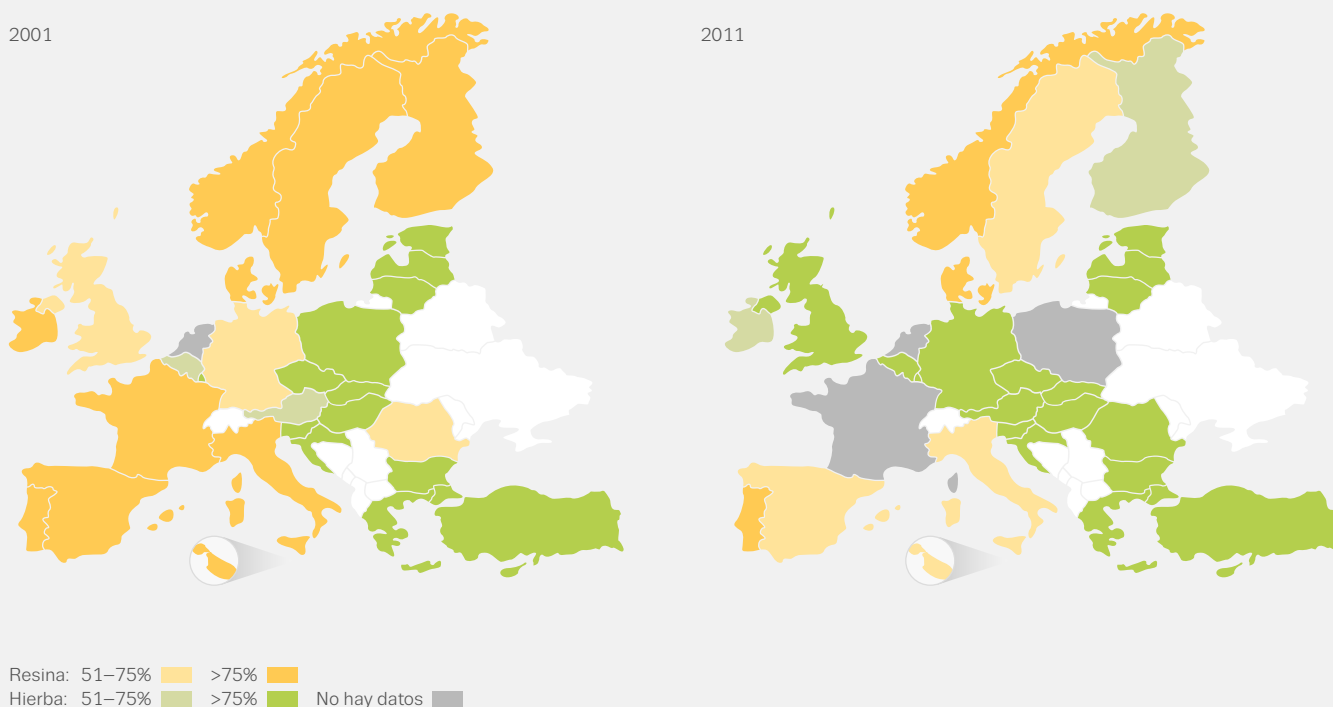 2001
2011
Resina: 51–75% >75%
Hierba: 51–75% >75% No hay datos